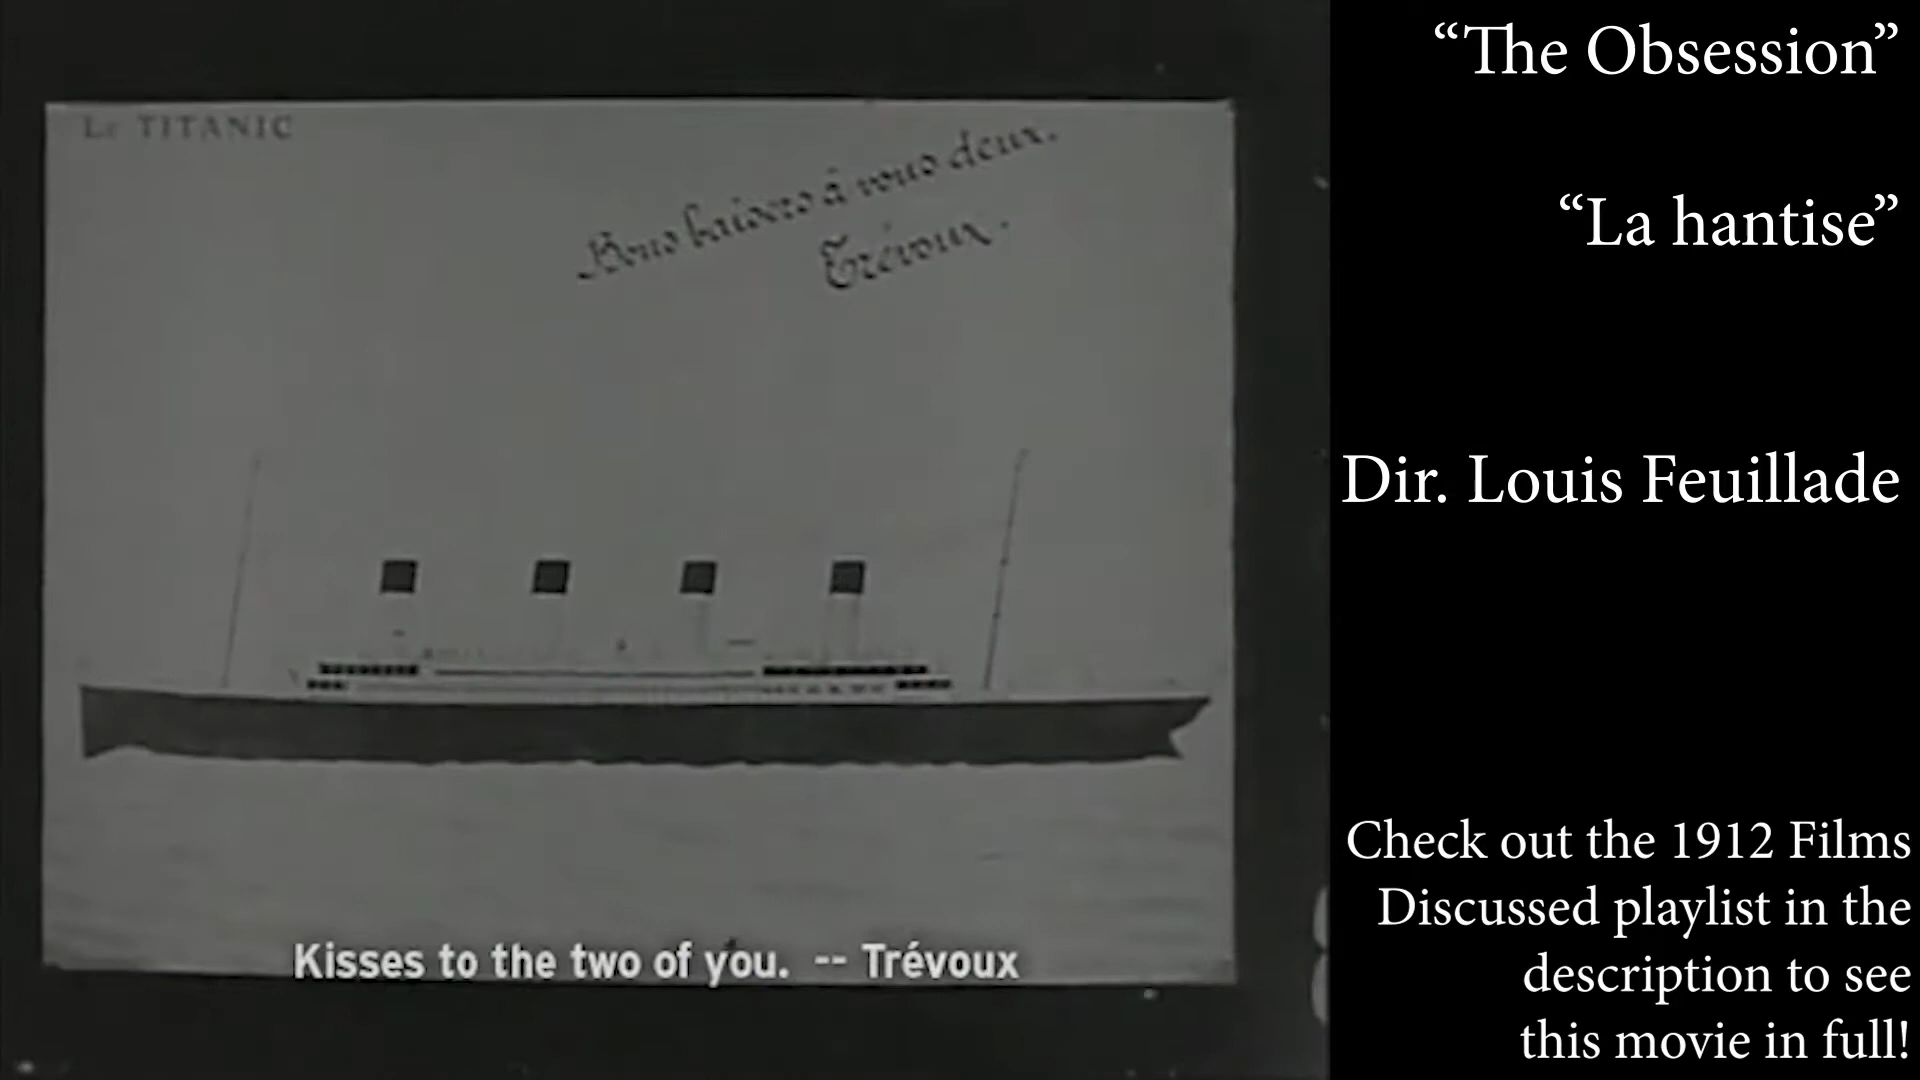 Le TITANIC
Bons baisers à vous deux.
Trévoux.
Kisses to the two of you. -- Trévoux
“The Obsession”
“La hantise”
Dir. Louis Feuillade
Check out the 1912 Films
Discussed playlist in the
description to see
this movie in full!